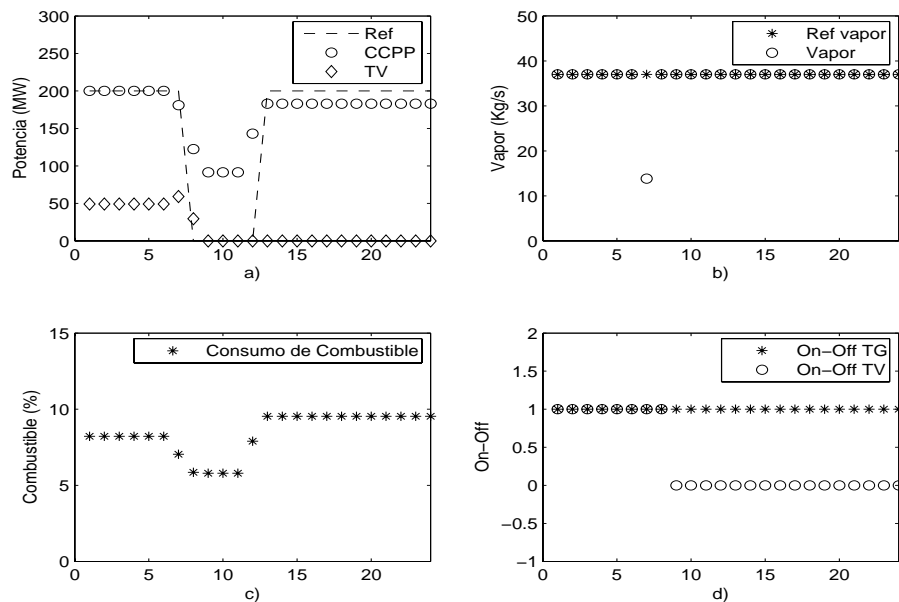 300
250
200
150
100
50
0
Potencia (MW)
Ref
CCPP
TV
0 5 10 15 20
a)
50
40
30
20
10
0
Vapor (Kg/s)
Ref vapor
Vapor
0 5 10 15 20
b)
15
10
5
0
Combustible (%)
Consumo de Combustible
0 5 10 15 20
c)
2
1.5
1
0.5
0
−0.5
−1
On−Off
On−Off TG
On−Off TV
0 5 10 15 20
d)